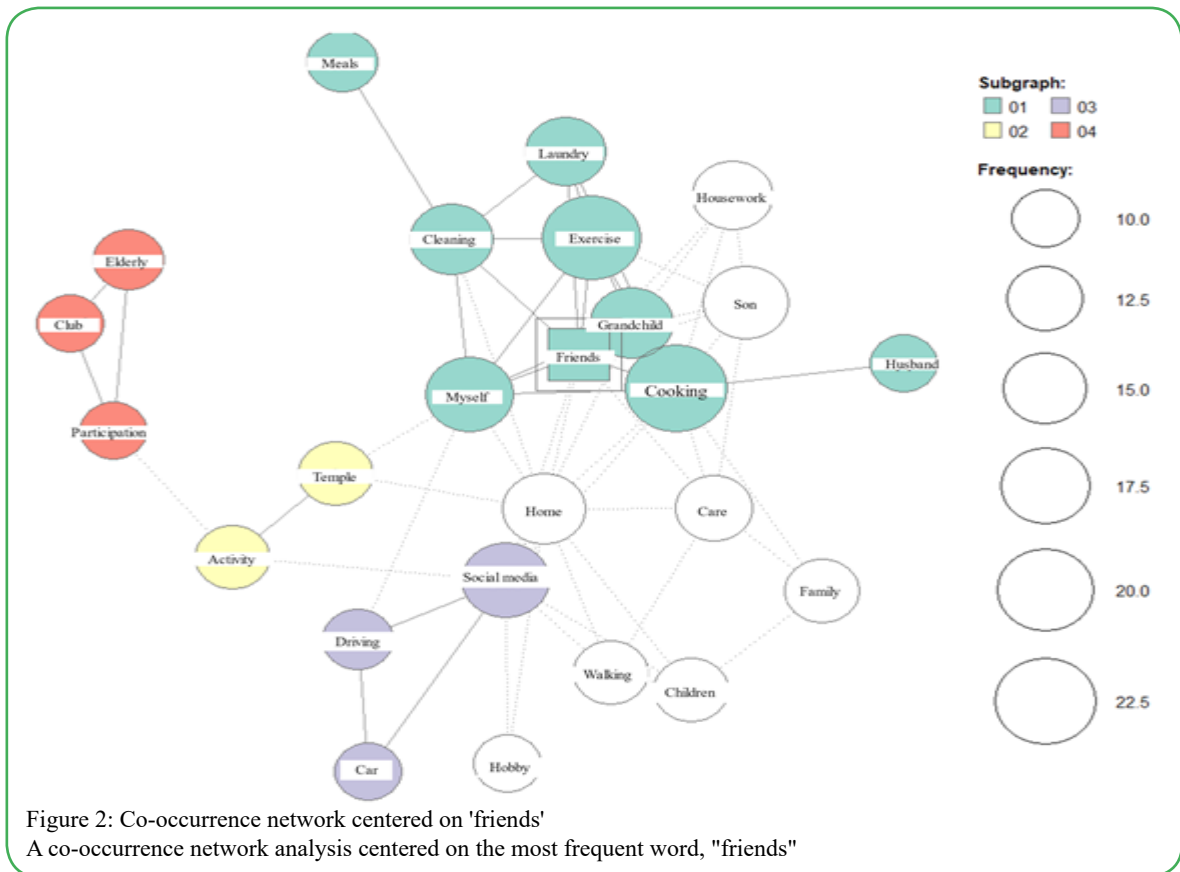 Meals
Subgraph:
01 03
02 04
Laundry
Frequency:
Housework
10.0
Cleaning
Exercise
Elderly
12.5
Son
Club
Grandchild
Friends
Husband
15.0
Myself
Cooking
Participation
Temple
17.5
Home
Care
Activity
Social media
Family
20.0
Driving
Walking
Children
22.5
Car
Hobby
Figure 2: Co-occurrence network centered on 'friends'
A co-occurrence network analysis centered on the most frequent word, "friends"